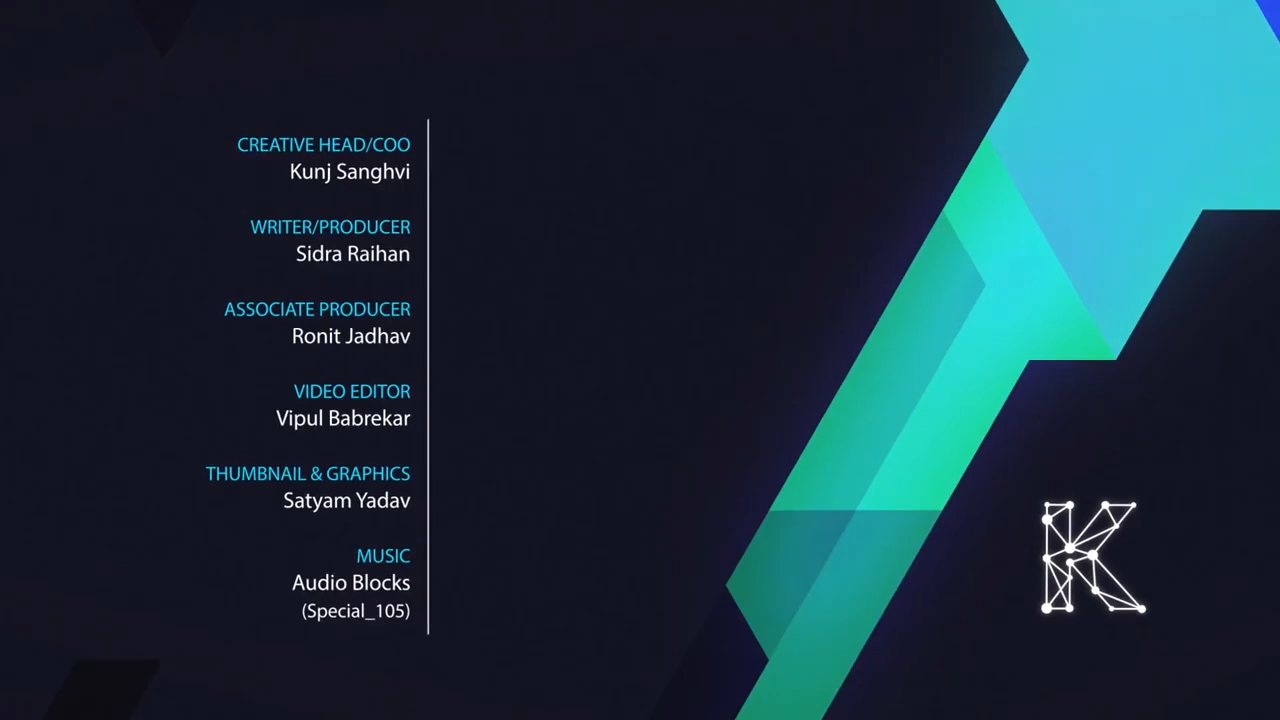 CREATIVE HEAD/COO
Kunj Sanghvi
WRITER/PRODUCER
Sidra Raihan
ASSOCIATE PRODUCER
Ronit Jadhav
VIDEO EDITOR
Vipul Babrekar
THUMBNAIL & GRAPHICS
Satyam Yadav
MUSIC
Audio Blocks
(Special_105)
K